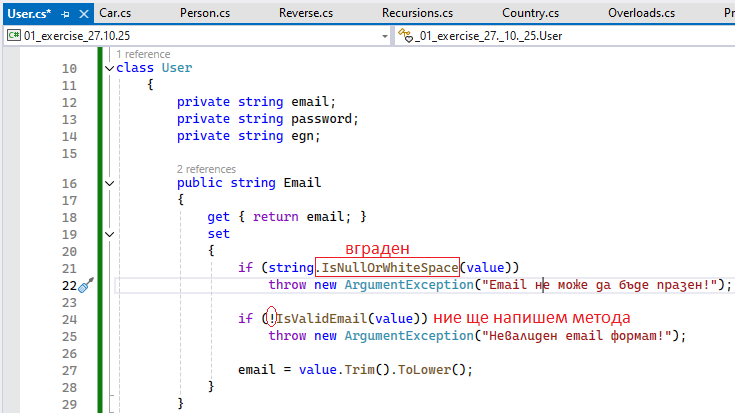 User.cs* Car.cs Person.cs Reverse.cs Recursions.cs Country.cs Overloads.cs Pr
C# 01_exercise_27.10.25 _01_exercise_27._10._25.User
1 reference
10 class User
11 {
12 private string email;
13 private string password;
14 private string egn;
15
2 references
16 public string Email
17 {
18 get { return email; }
19 set
вграден
20 {
21 if (string.IsNullOrWhiteSpace(value))
22 throw new ArgumentException("Email не може да бъде празен!");
23
24 if (!IsValidEmail(value)) ние ще напишем метода
25 throw new ArgumentException("Невалиден email формат!");
26
27 email = value.Trim().ToLower();
28 }
29 }